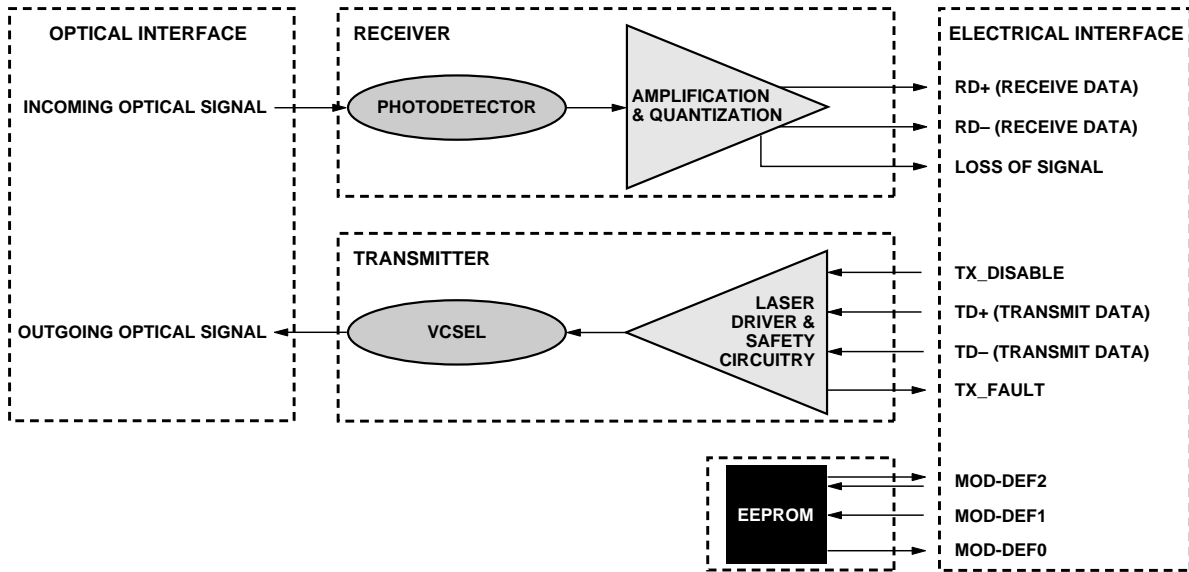 OPTICAL INTERFACE
RECEIVER
ELECTRICAL INTERFACE
INCOMING OPTICAL SIGNAL
PHOTODETECTOR
AMPLIFICATION
& QUANTIZATION
RD+ (RECEIVE DATA)
RD– (RECEIVE DATA)
LOSS OF SIGNAL
TRANSMITTER
OUTGOING OPTICAL SIGNAL
VCSEL
LASER
DRIVER &
SAFETY
CIRCUITRY
TX_DISABLE
TD+ (TRANSMIT DATA)
TD– (TRANSMIT DATA)
TX_FAULT
EEPROM
MOD-DEF2
MOD-DEF1
MOD-DEF0